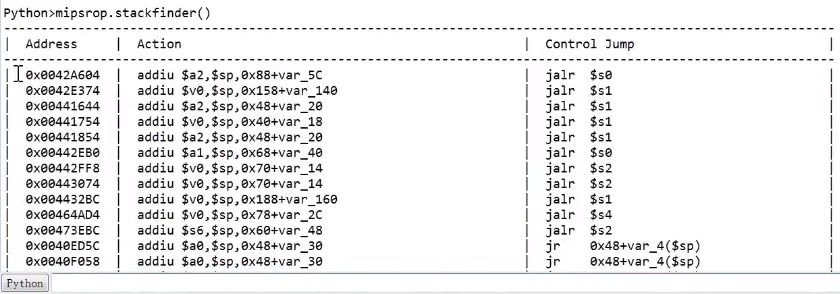 Python>mipsrop.stackfinder()
| Address | Action | Control Jump |
| 0x0042A604 | addiu $a2,$sp,0x88+var_5C | jalr $s0 |
| 0x0042E374 | addiu $v0,$sp,0x158+var_140 | jalr $s1 |
| 0x00441644 | addiu $a2,$sp,0x48+var_20 | jalr $s1 |
| 0x00441754 | addiu $v0,$sp,0x40+var_18 | jalr $s1 |
| 0x00441854 | addiu $a2,$sp,0x48+var_20 | jalr $s1 |
| 0x00442EB0 | addiu $a1,$sp,0x68+var_40 | jalr $s0 |
| 0x00442FF8 | addiu $v0,$sp,0x70+var_14 | jalr $s2 |
| 0x00443074 | addiu $v0,$sp,0x70+var_14 | jalr $s2 |
| 0x004432BC | addiu $v0,$sp,0x188+var_160 | jalr $s1 |
| 0x00464AD4 | addiu $v0,$sp,0x78+var_2C | jalr $s4 |
| 0x00473EBC | addiu $s6,$sp,0x60+var_48 | jalr $s2 |
| 0x0040ED5C | addiu $a0,$sp,0x48+var_30 | jr 0x48+var_4($sp) |
| 0x0040F058 | addiu $a0,$sp,0x48+var_30 | jr 0x48+var_4($sp) |
Python